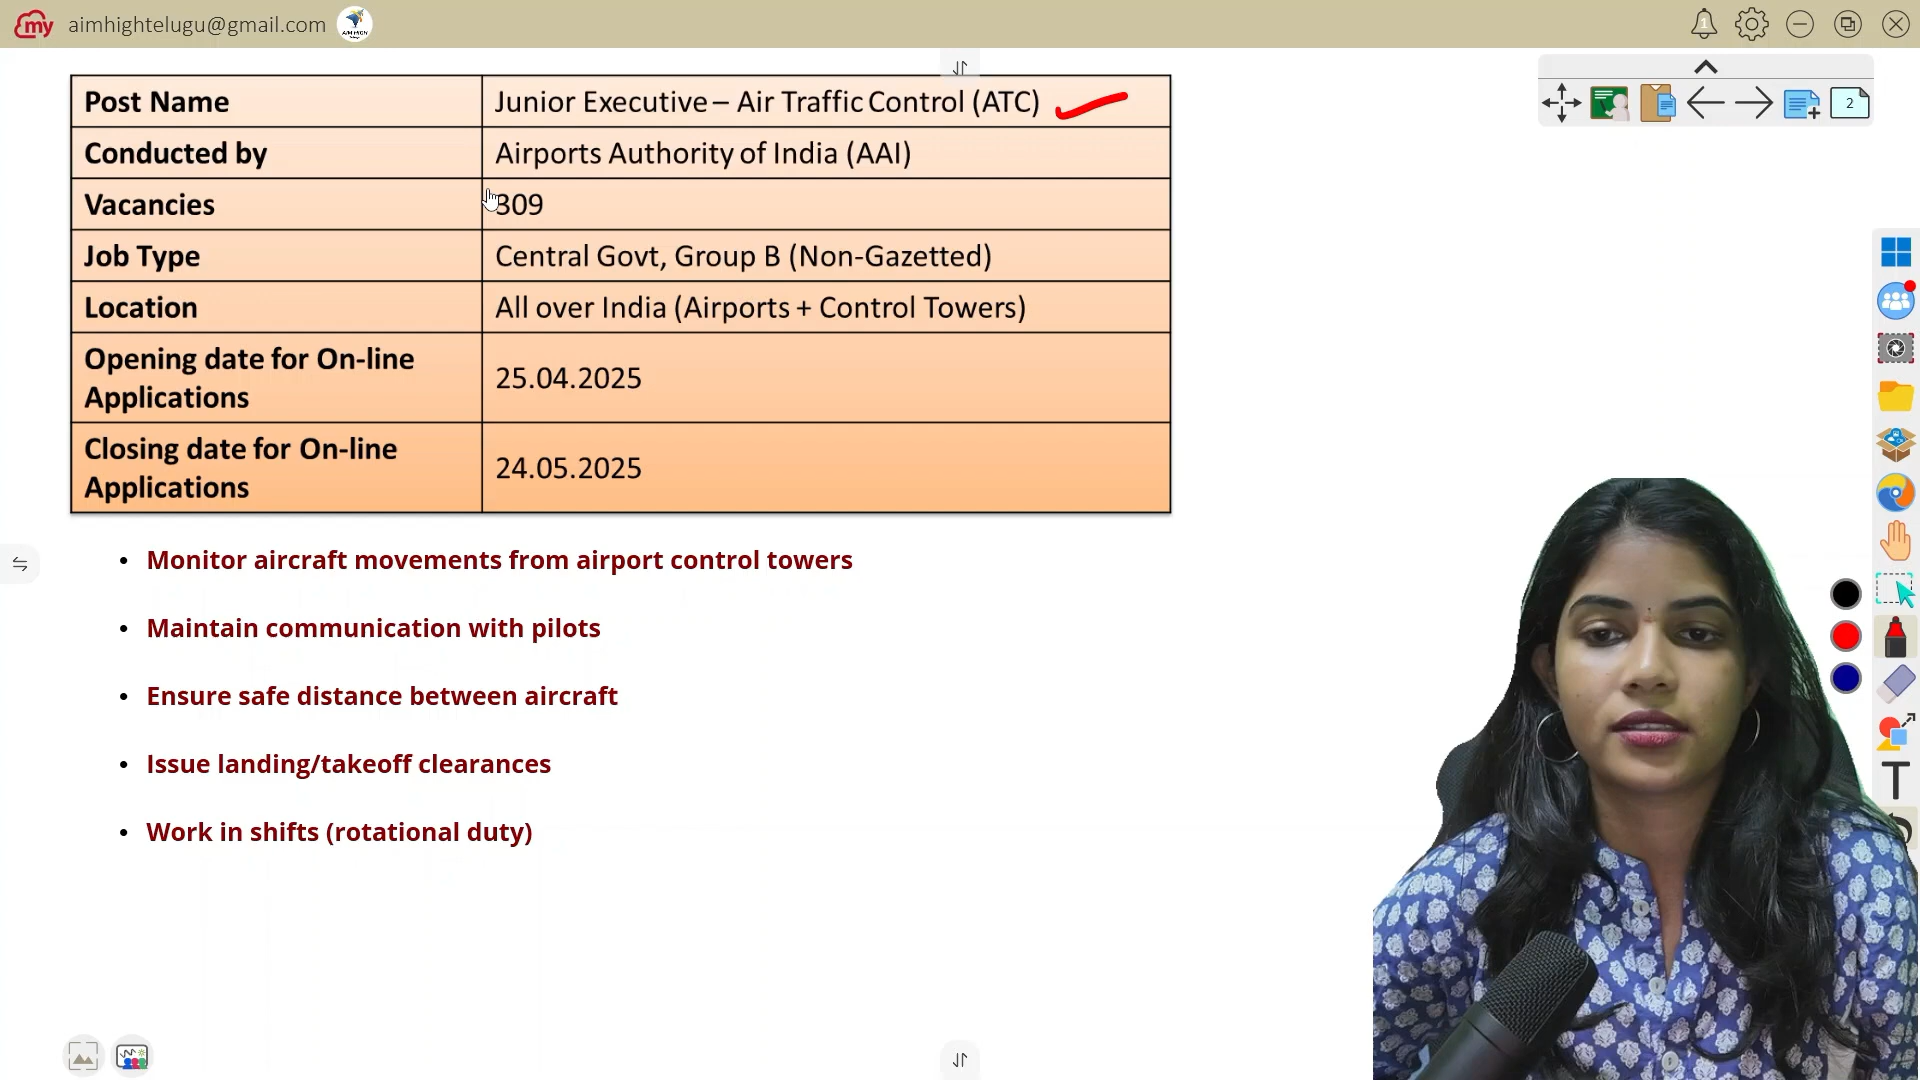 my aimhightelugu@gmail.com
1
2
Post Name Junior Executive – Air Traffic Control (ATC)
Conducted by Airports Authority of India (AAI)
Vacancies 309
Job Type Central Govt, Group B (Non-Gazetted)
Location All over India (Airports + Control Towers)
Opening date for On-line
Applications
25.04.2025
Closing date for On-line
Applications
24.05.2025
• Monitor aircraft movements from airport control towers
• Maintain communication with pilots
• Ensure safe distance between aircraft
• Issue landing/takeoff clearances
• Work in shifts (rotational duty)
T